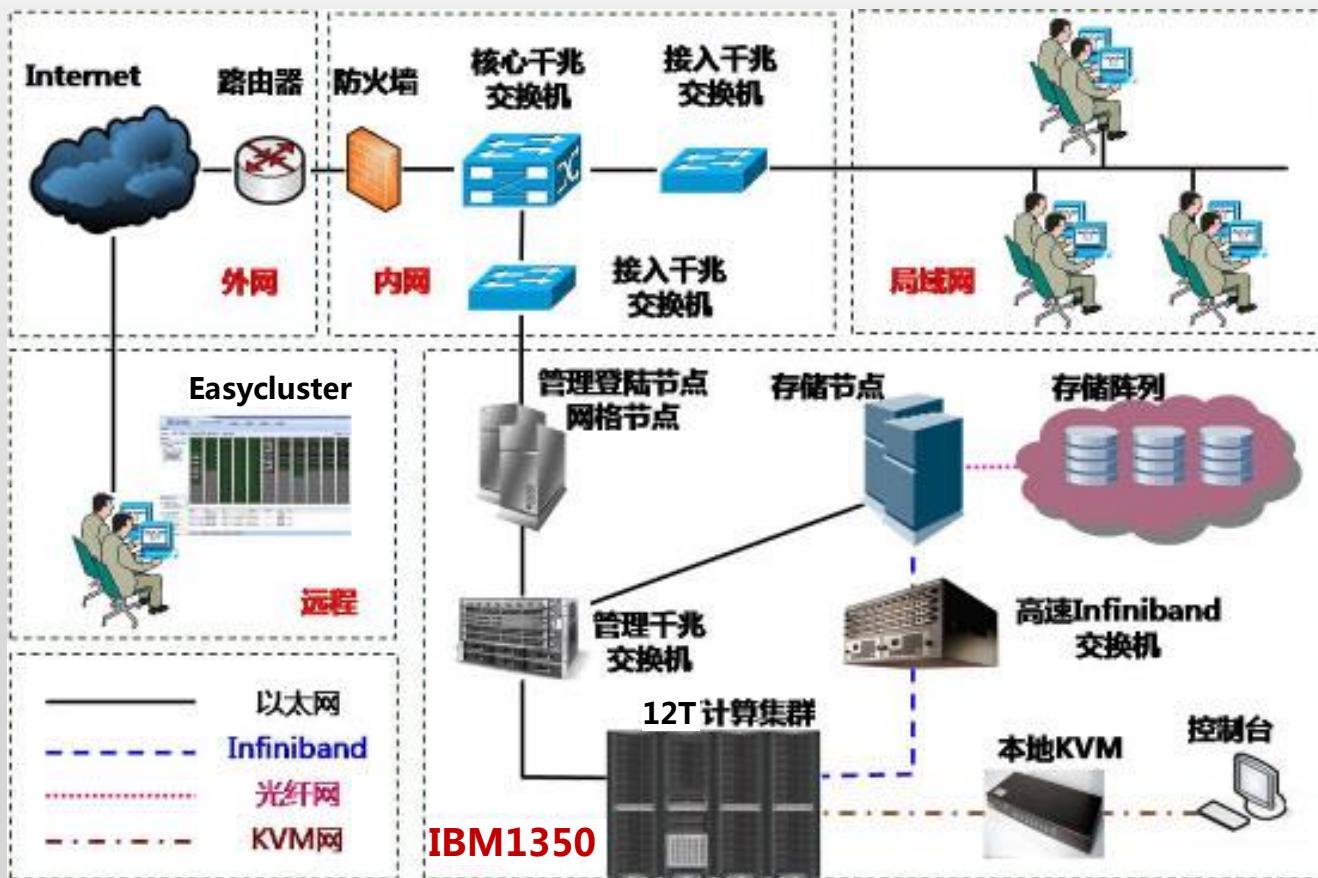 Internet
路由器
防火墙
核心千兆
交换机
接入千兆
交换机
外网
内网
接入千兆
交换机
局域网
Easycluster
远程
管理登陆节点
网格节点
存储节点
存储阵列
管理千兆
交换机
高速Infiniband
交换机
12T 计算集群
本地KVM
控制台
IBM1350
以太网
Infiniband
光纤网
KVM网